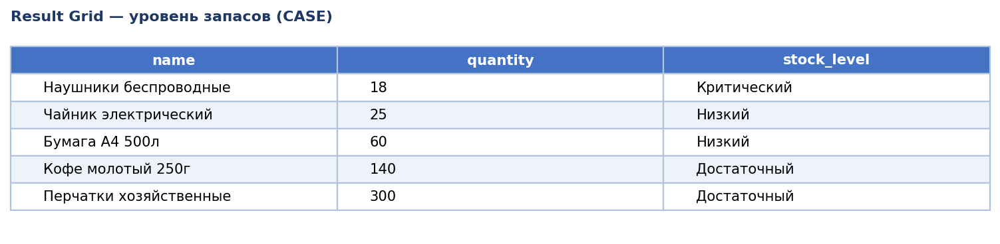 Result Grid — уровень запасов (CASE)
name quantity stock_level
Наушники беспроводные 18 Критический
Чайник электрический 25 Низкий
Бумага А4 500л 60 Низкий
Кофе молотый 250г 140 Достаточный
Перчатки хозяйственные 300 Достаточный